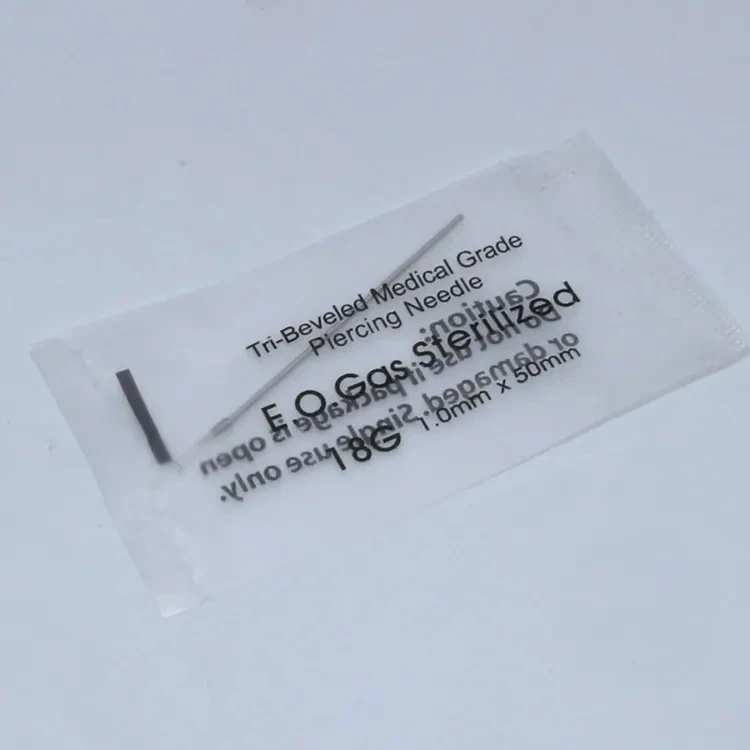 Tri-Beveled Medical Grade
Piercing Needle
E.O Gas Sterilized
18G 1.0mm x 50mm
Caution:
Do not use if package is open
or damaged. Single use only.